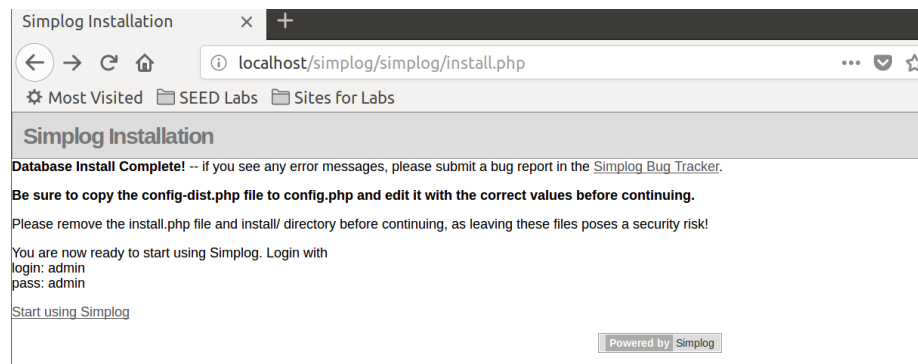 Simplog Installation
localhost/simplog/simplog/install.php
Most Visited SEED Labs Sites for Labs
Simplog Installation
Database Install Complete! -- if you see any error messages, please submit a bug report in the Simplog Bug Tracker.
Be sure to copy the config-dist.php file to config.php and edit it with the correct values before continuing.
Please remove the install.php file and install/ directory before continuing, as leaving these files poses a security risk!
You are now ready to start using Simplog. Login with
login: admin
pass: admin
Start using Simplog
Powered by Simplog